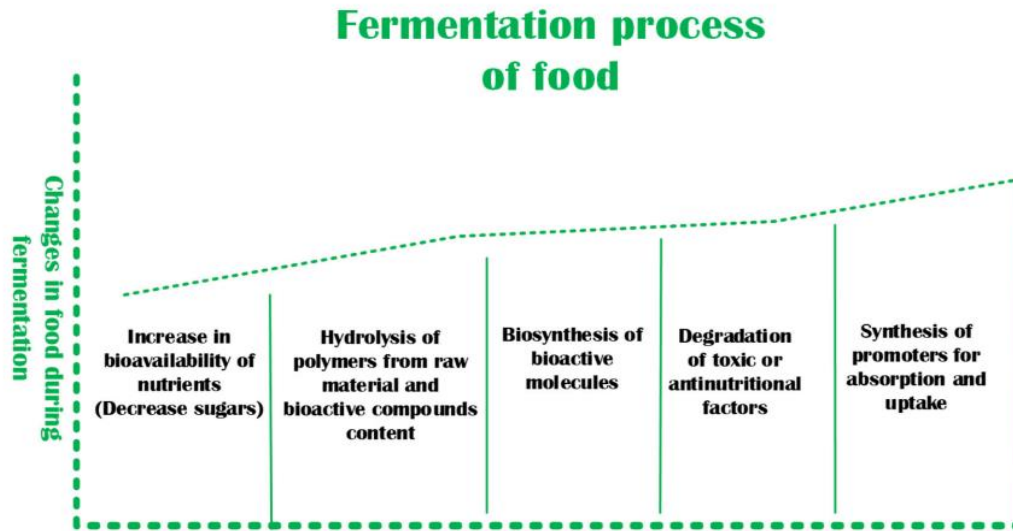 Fermentation process
of food
Changes in food during
fermentation
Increase in
bioavailability of
nutrients
(Decrease sugars)
Hydrolysis of
polymers from raw
material and
bioactive compounds
content
Biosynthesis of
bioactive
molecules
Degradation
of toxic or
antinutritional
factors
Synthesis of
promoters for
absorption and
uptake